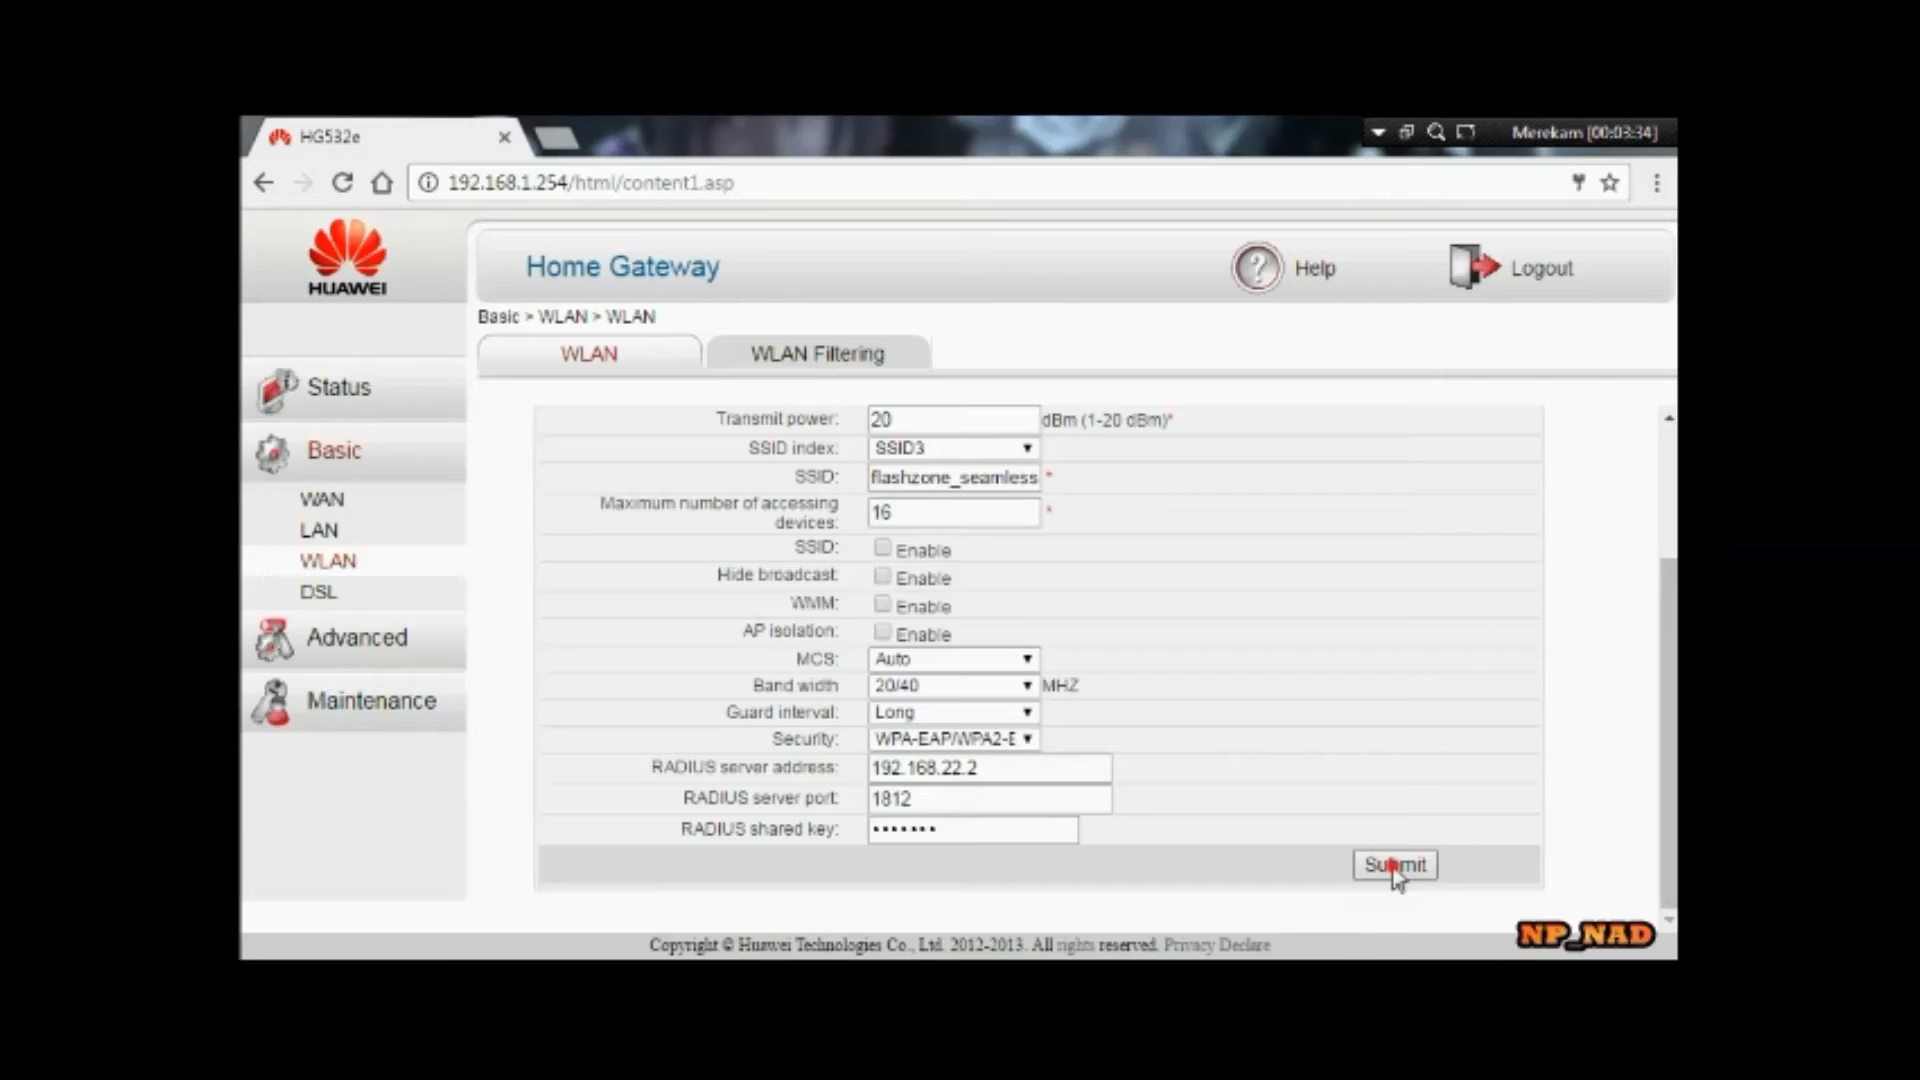 HG532e
Merekam [00:03:34]
192.168.1.254/html/content1.asp
HUAWEI
Home Gateway
Help
Logout
Basic > WLAN > WLAN
WLAN
WLAN Filtering
Status
Basic
WAN
LAN
WLAN
DSL
Advanced
Maintenance
Transmit power: 20 dBm (1-20 dBm)*
SSID index: SSID3
SSID: flashzone_seamless *
Maximum number of accessing
devices: 16 *
SSID: Enable
Hide broadcast: Enable
WMM: Enable
AP isolation: Enable
MCS: Auto
Band width 20/40 MHZ
Guard interval: Long
Security: WPA-EAP/WPA2-E
RADIUS server address: 192.168.22.2
RADIUS server port: 1812
RADIUS shared key: •••••••
Submit
NP_NAD
Copyright © Huawei Technologies Co., Ltd. 2012-2013. All rights reserved. Privacy Declare